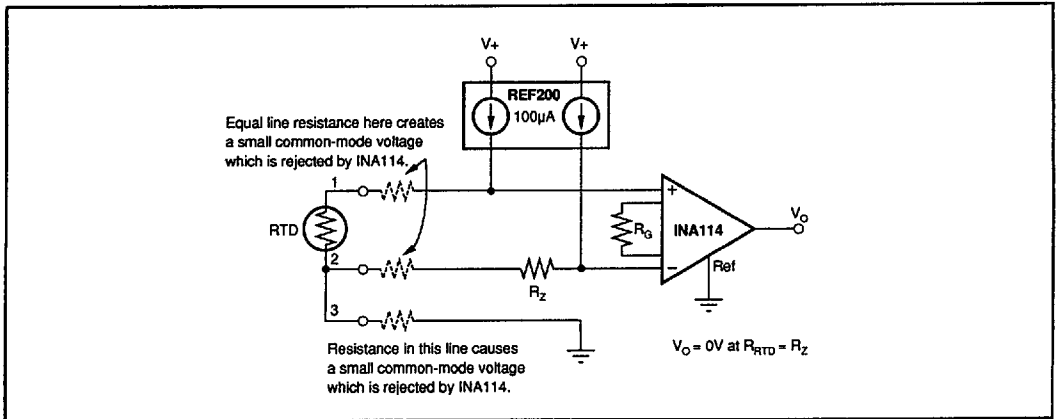 V+
V+
REF200
100µA
Equal line resistance here creates
a small common-mode voltage
which is rejected by INA114.
1
RTD
2
3
R_Z
R_G
+
–
INA114
V_O
Ref
Resistance in this line causes
a small common-mode voltage
which is rejected by INA114.
V_O = 0V at R_RTD = R_Z